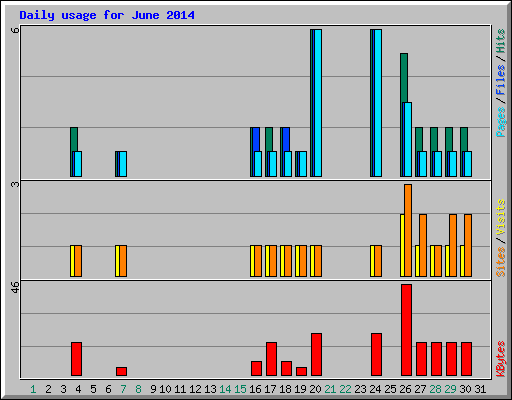 Daily usage for June 2014
6
3
46
Pages / Files / Hits
Sites / Visits
KBytes
1 2 3 4 5 6 7 8 9 10 11 12 13 14 15 16 17 18 19 20 21 22 23 24 25 26 27 28 29 30 31